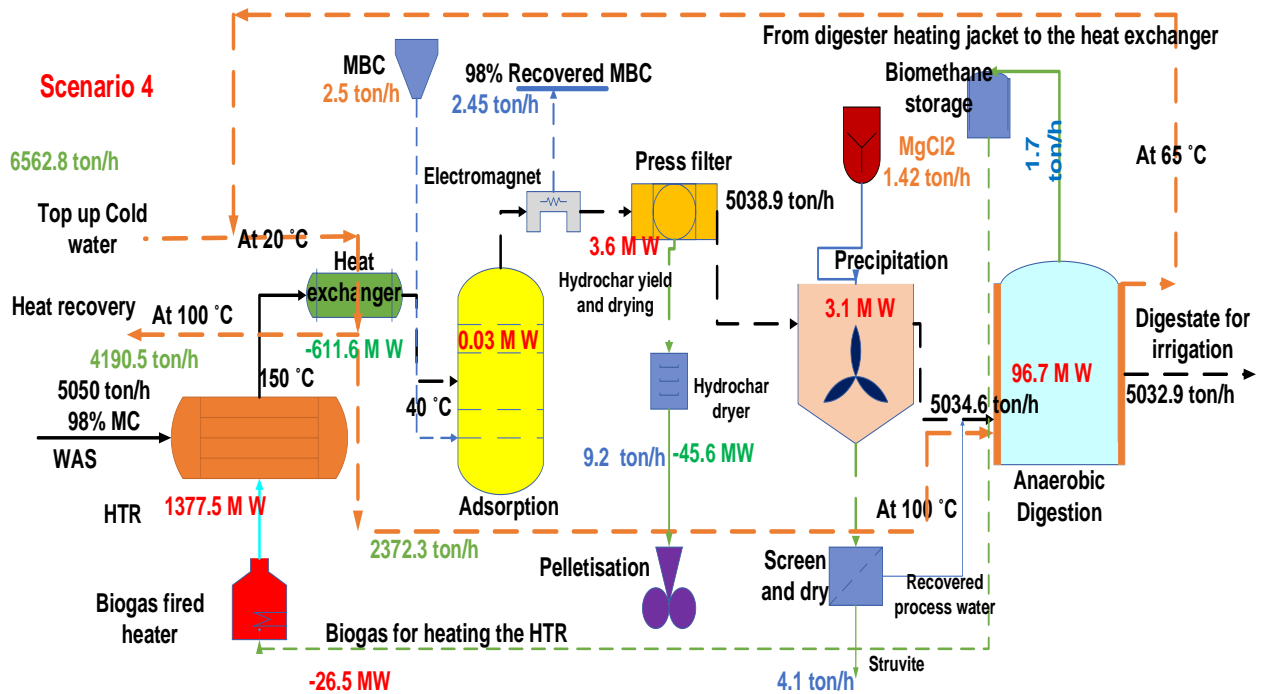 From digester heating jacket to the heat exchanger
Scenario 4
MBC
2.5 ton/h
98% Recovered MBC
2.45 ton/h
Biomethane
storage
1.7
ton/h
At 65 ˚C
6562.8 ton/h
Top up Cold
water
At 20 ˚C
Electromagnet
Press filter
5038.9 ton/h
3.6 M W
MgCl2
1.42 ton/h
Heat
exchanger
Heat recovery
At 100 ˚C
4190.5 ton/h
-611.6 M W
Hydrochar yield
and drying
Precipitation
3.1 M W
0.03 M W
Digestate for
irrigation
5032.9 ton/h
5050 ton/h
98% MC
WAS
150 ˚C
40 ˚C
Hydrochar
dryer
96.7 M W
5034.6 ton/h
9.2 ton/h
-45.6 MW
Adsorption
Anaerobic
Digestion
HTR
1377.5 M W
At 100 ˚C
2372.3 ton/h
Biogas fired
heater
Pelletisation
Screen
and dry
Recovered
process water
Biogas for heating the HTR
-26.5 MW
Struvite
4.1 ton/h